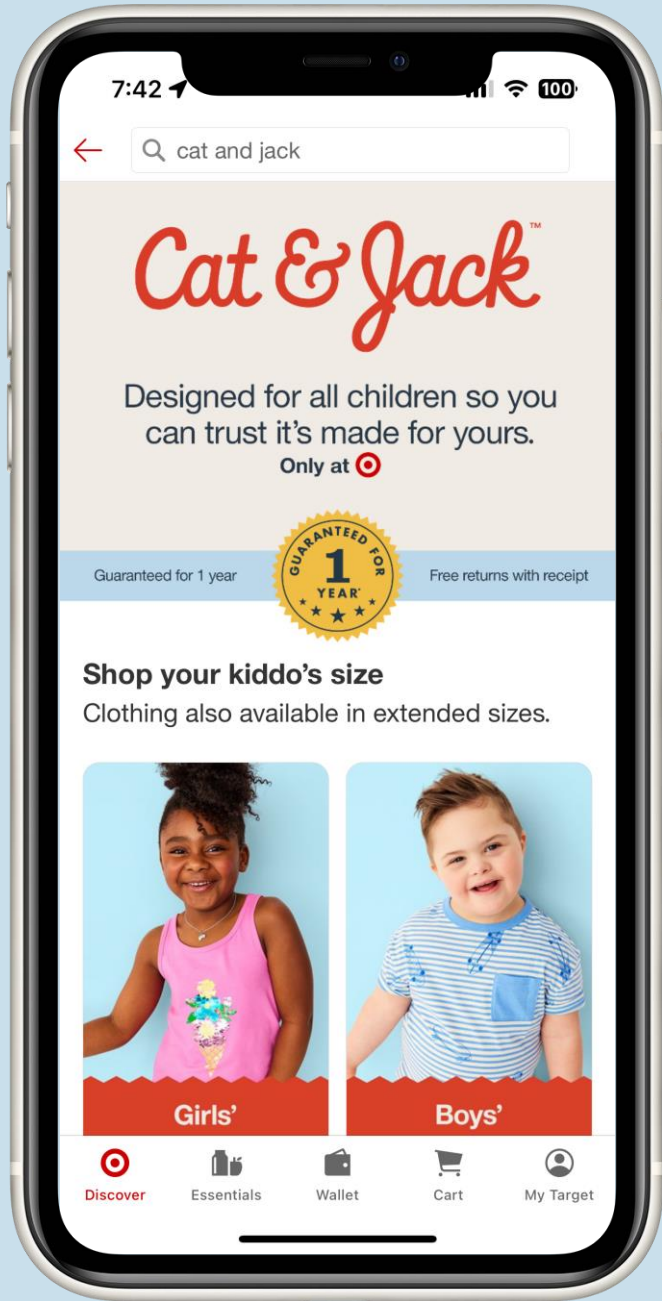 7:42
100
cat and jack
Cat & Jack™
Designed for all children so you
can trust it's made for yours.
Only at
Guaranteed for 1 year
GUARANTEED FOR
1
YEAR*
Free returns with receipt
Shop your kiddo's size
Clothing also available in extended sizes.
Girls'
Boys'
Discover
Essentials
Wallet
Cart
My Target